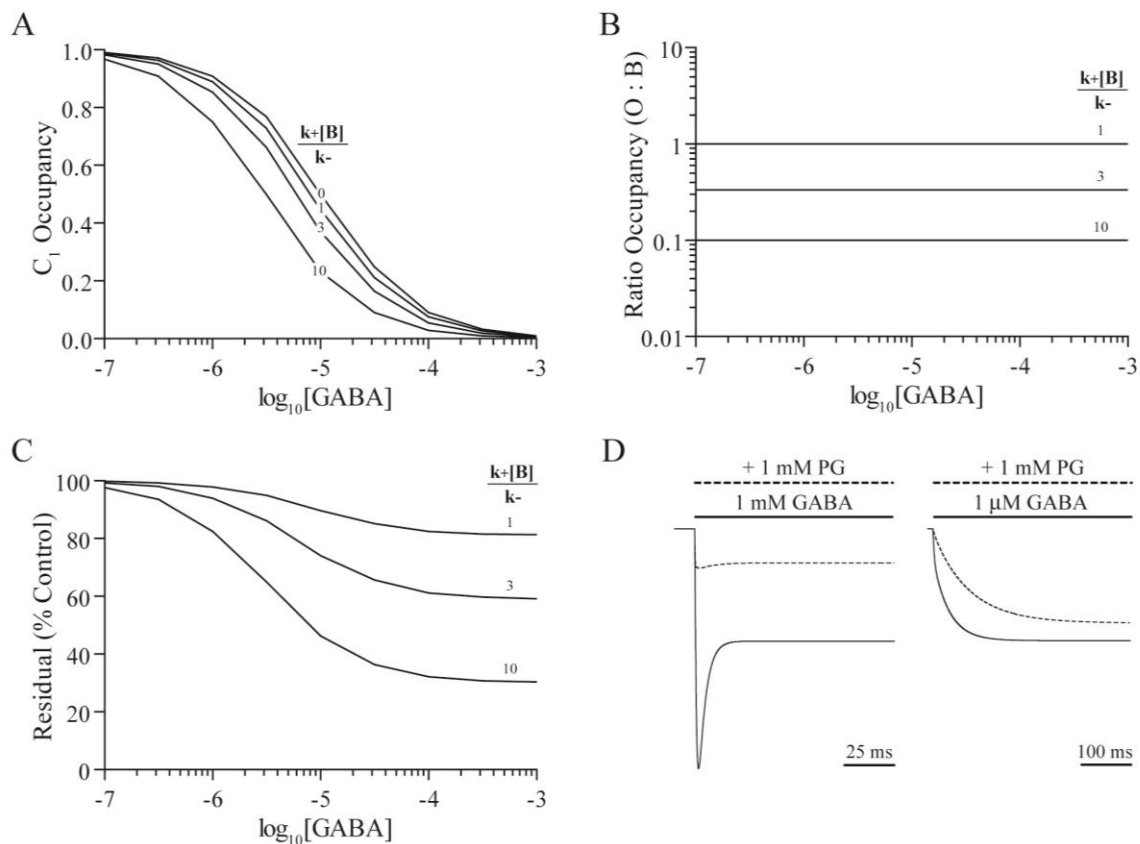 A
C₁ Occupancy
1.0
0.8
0.6
0.4
0.2
0.0
k+[B]
k-
0
1
3
10
-7 -6 -5 -4 -3
log₁₀[GABA]
B
Ratio Occupancy (O : B)
10
1
0.1
0.01
k+[B]
k-
1
3
10
-7 -6 -5 -4 -3
log₁₀[GABA]
C
Residual (% Control)
100
80
60
40
20
0
k+[B]
k-
1
3
10
-7 -6 -5 -4 -3
log₁₀[GABA]
D
+ 1 mM PG
1 mM GABA
25 ms
+ 1 mM PG
1 μM GABA
100 ms